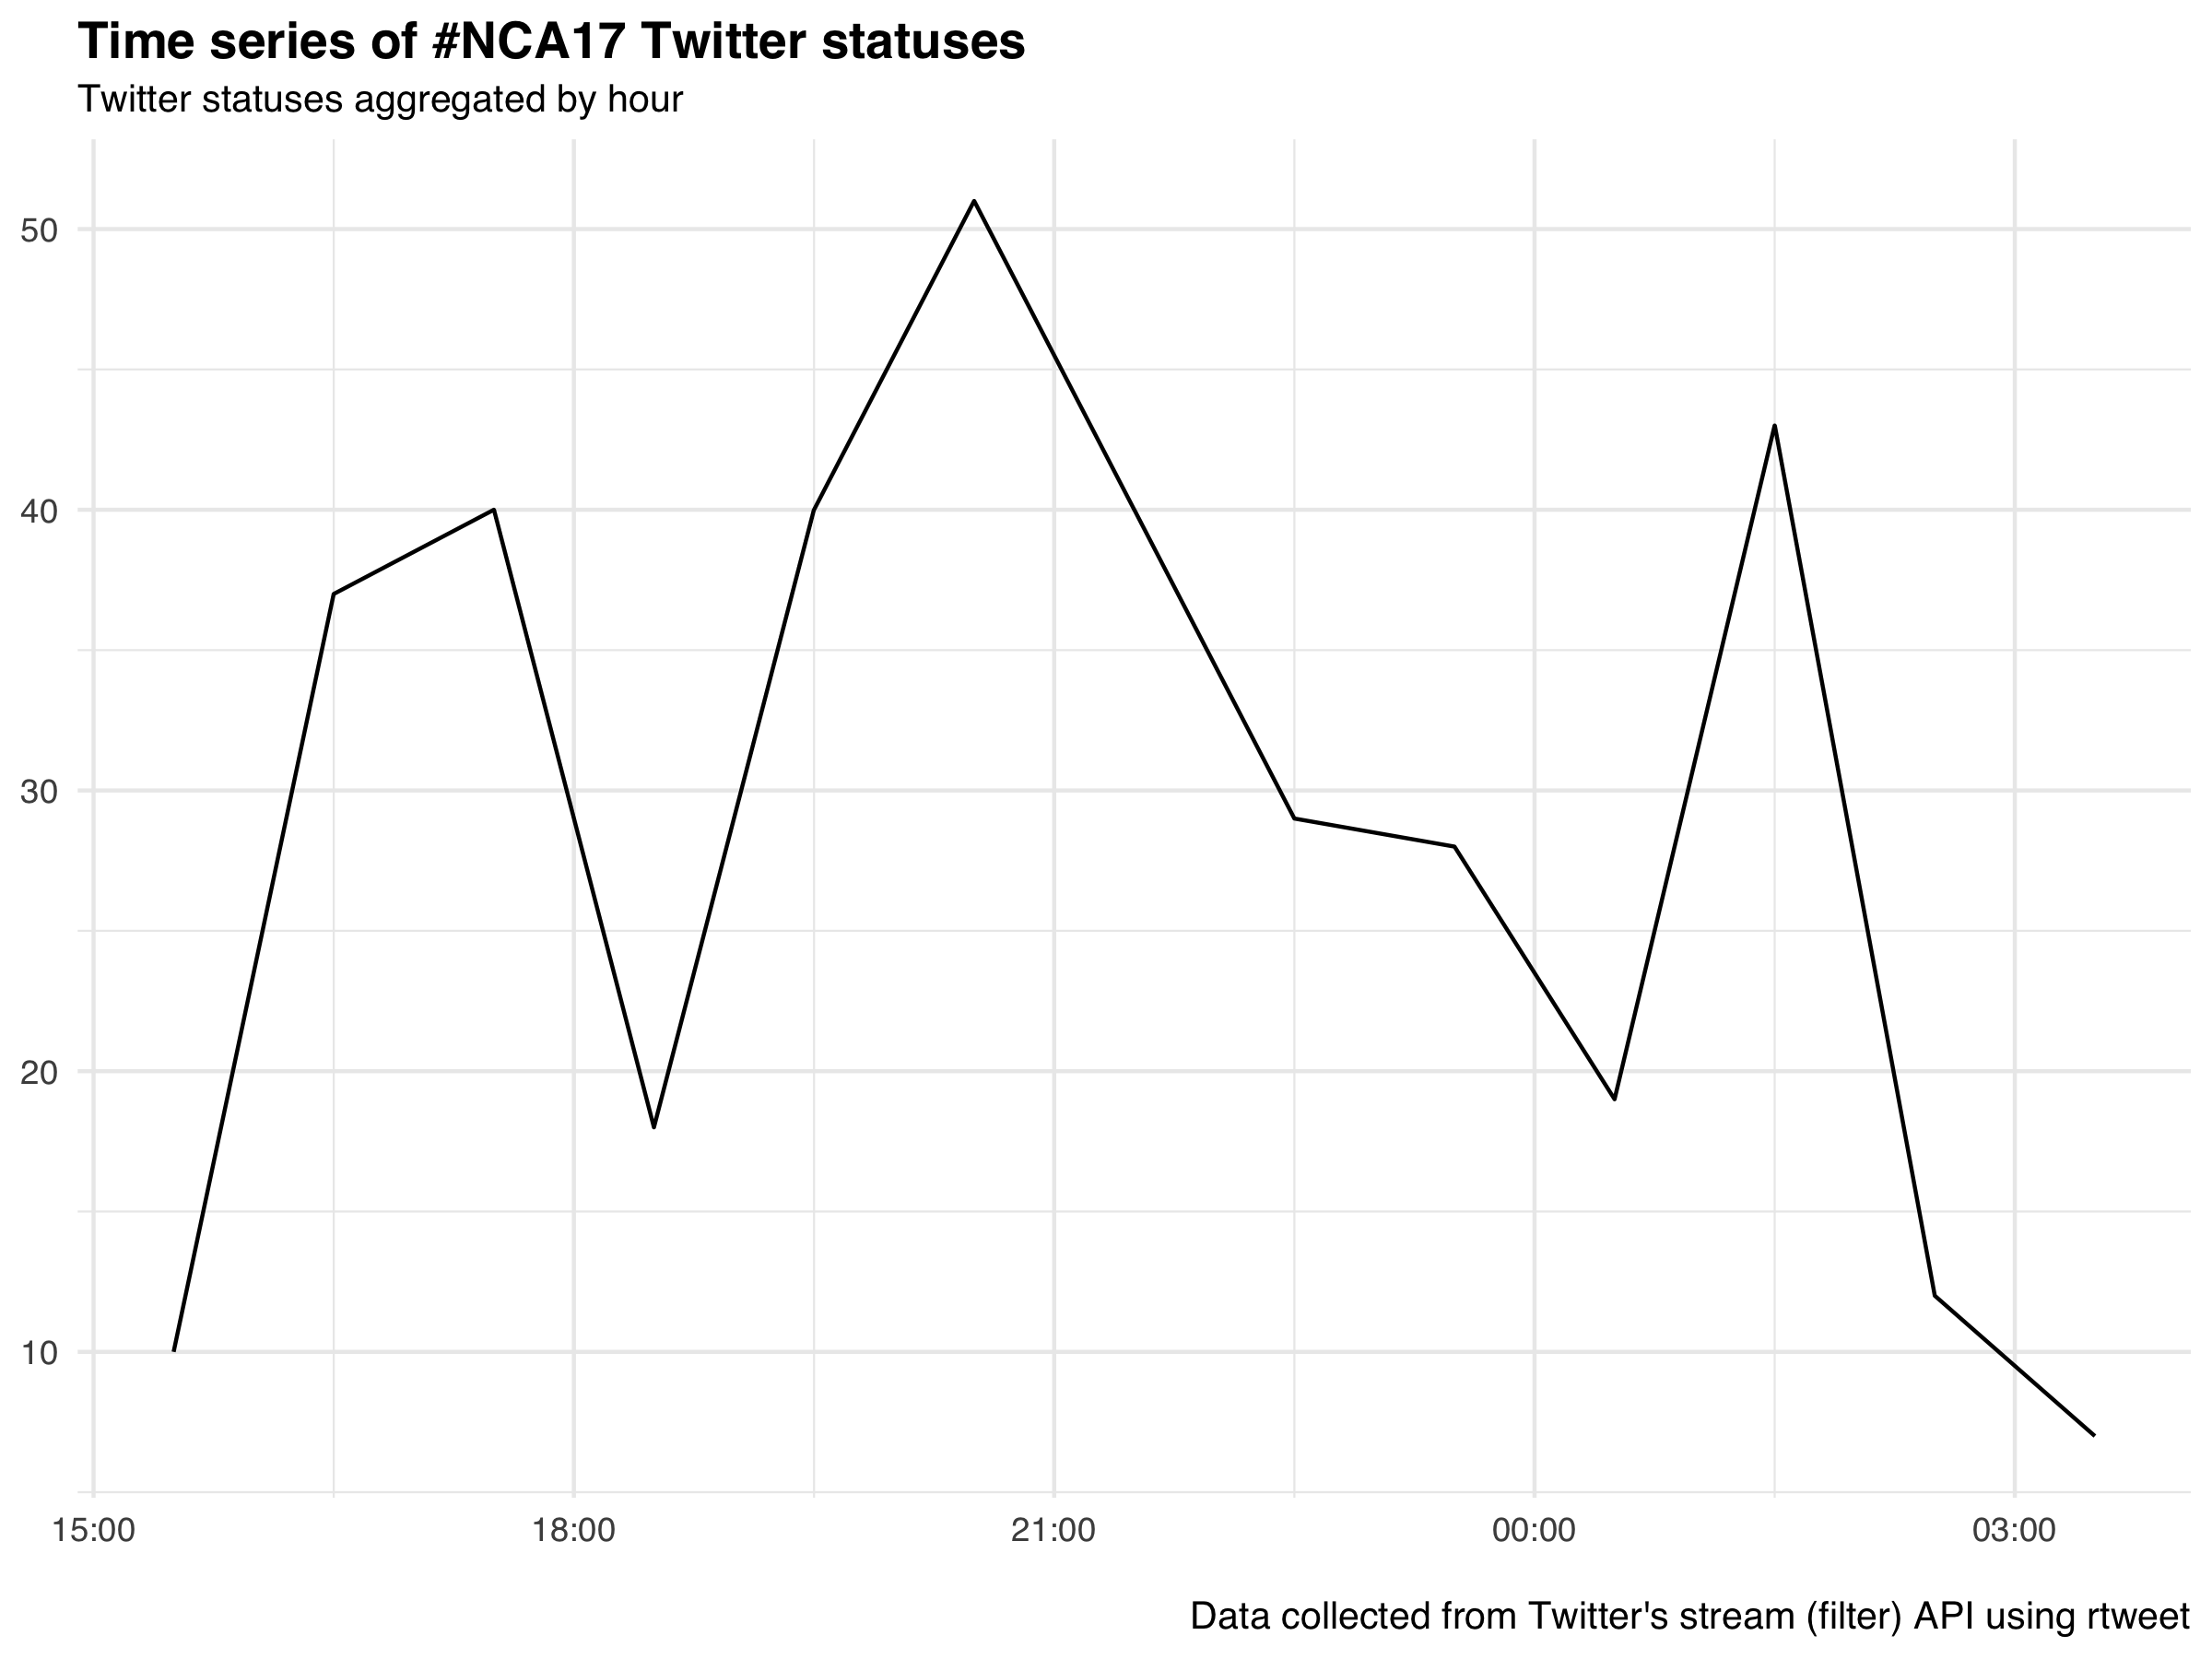 Time series of #NCA17 Twitter statuses
Twitter statuses aggregated by hour
50
40
30
20
10
15:00 18:00 21:00 00:00 03:00
Data collected from Twitter's stream (filter) API using rtweet